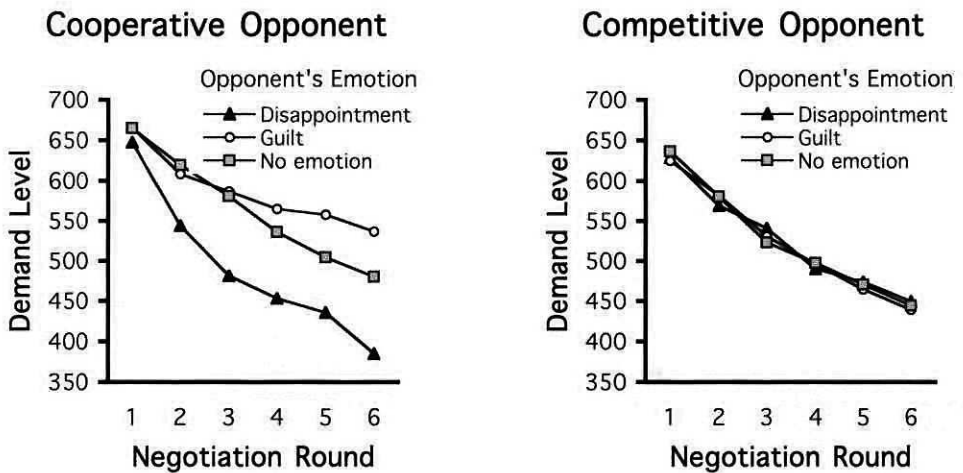 Cooperative Opponent
Opponent's Emotion
Disappointment
Guilt
No emotion
700
650
600
550
500
450
400
350
Demand Level
1 2 3 4 5 6
Negotiation Round
Competitive Opponent
Opponent's Emotion
Disappointment
Guilt
No emotion
700
650
600
550
500
450
400
350
Demand Level
1 2 3 4 5 6
Negotiation Round